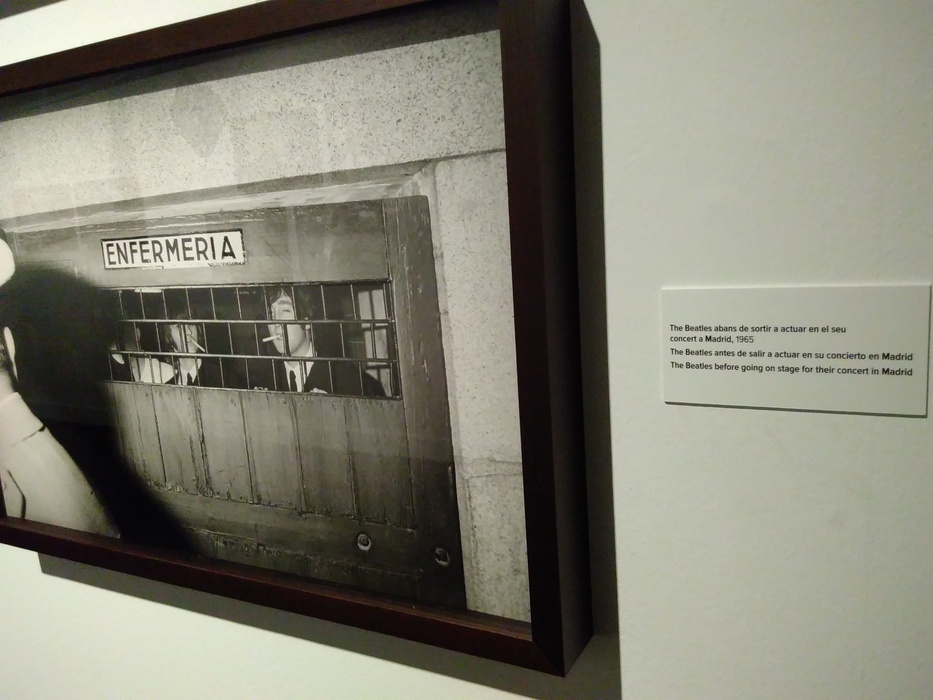 ENFERMERIA
The Beatles abans de sortir a actuar en el seu
concert a Madrid, 1965
The Beatles antes de salir a actuar en su concierto en Madrid
The Beatles before going on stage for their concert in Madrid